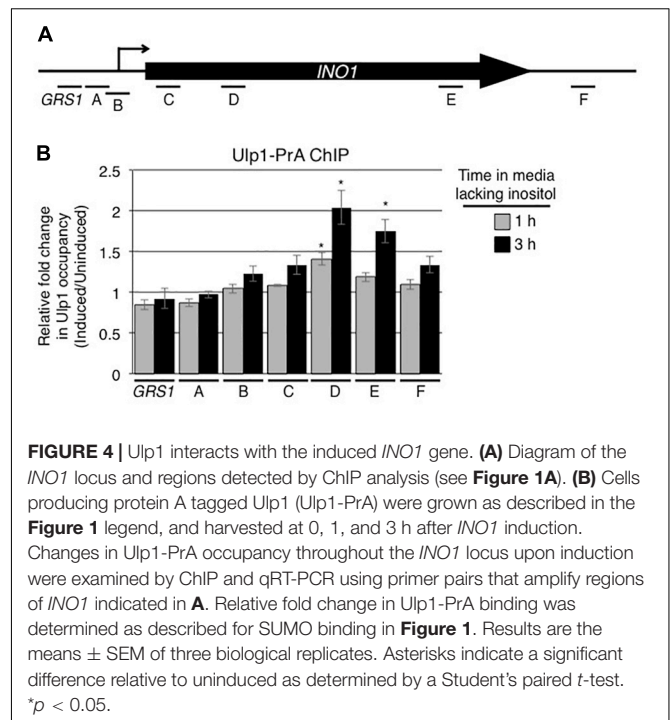 A
INO1
GRS1 A B C D E F
B
Ulp1-PrA ChIP
Relative fold change
in Ulp1 occupancy
(Induced/Uninduced)
2.5
2
1.5
1
0.5
0
* * *
GRS1 A B C D E F
Time in media
lacking inositol
1 h
3 h
FIGURE 4 | Ulp1 interacts with the induced INO1 gene. (A) Diagram of the
INO1 locus and regions detected by ChIP analysis (see Figure 1A). (B) Cells
producing protein A tagged Ulp1 (Ulp1-PrA) were grown as described in the
Figure 1 legend, and harvested at 0, 1, and 3 h after INO1 induction.
Changes in Ulp1-PrA occupancy throughout the INO1 locus upon induction
were examined by ChIP and qRT-PCR using primer pairs that amplify regions
of INO1 indicated in A. Relative fold change in Ulp1-PrA binding was
determined as described for SUMO binding in Figure 1. Results are the
means ± SEM of three biological replicates. Asterisks indicate a significant
difference relative to uninduced as determined by a Student's paired t-test.
*p < 0.05.